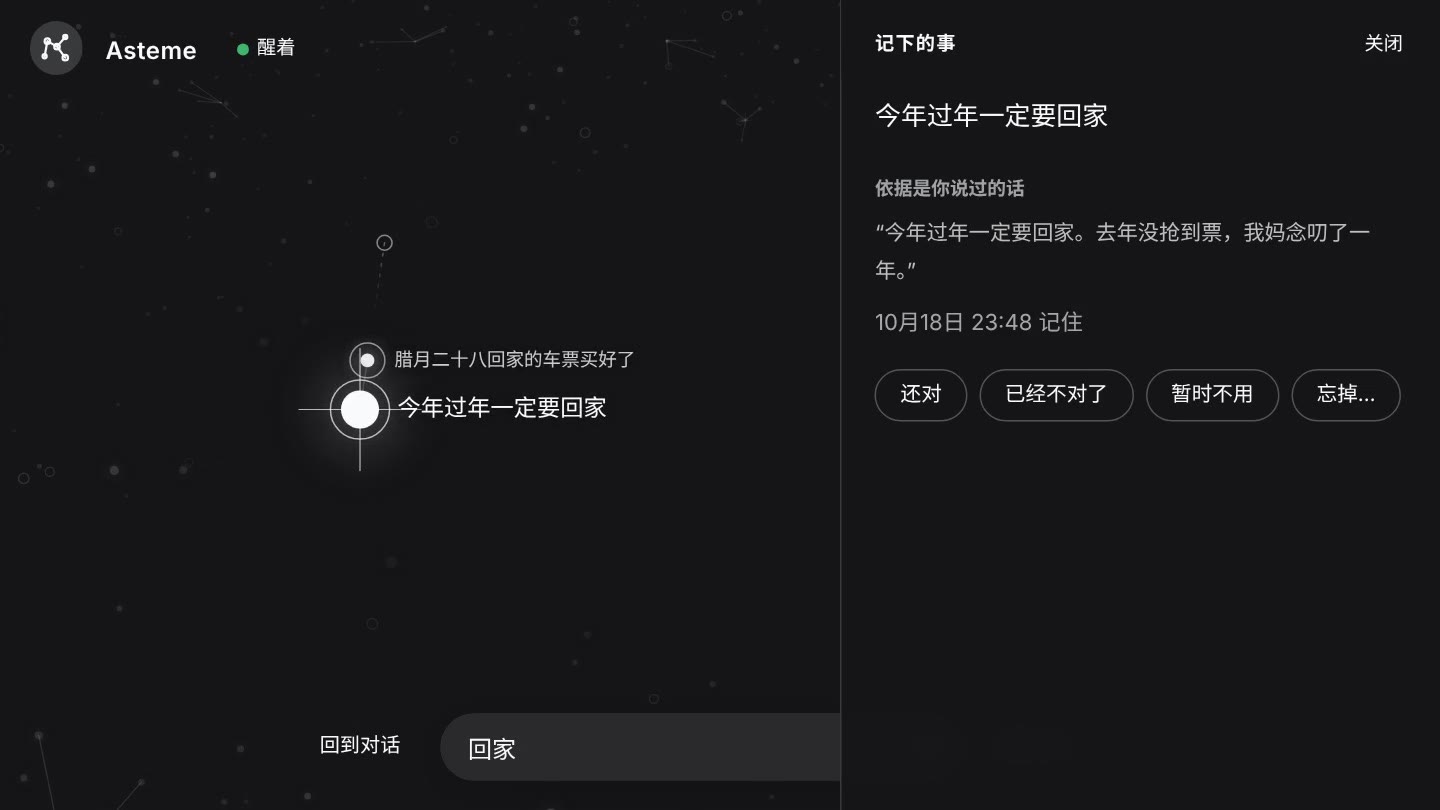 Asteme
醒着
记下的事
关闭
今年过年一定要回家
依据是你说过的话
“今年过年一定要回家。去年没抢到票，我妈念叨了一
年。”
10月18日 23:48 记住
还对
已经不对了
暂时不用
忘掉...
腊月二十八回家的车票买好了
今年过年一定要回家
回到对话
回家